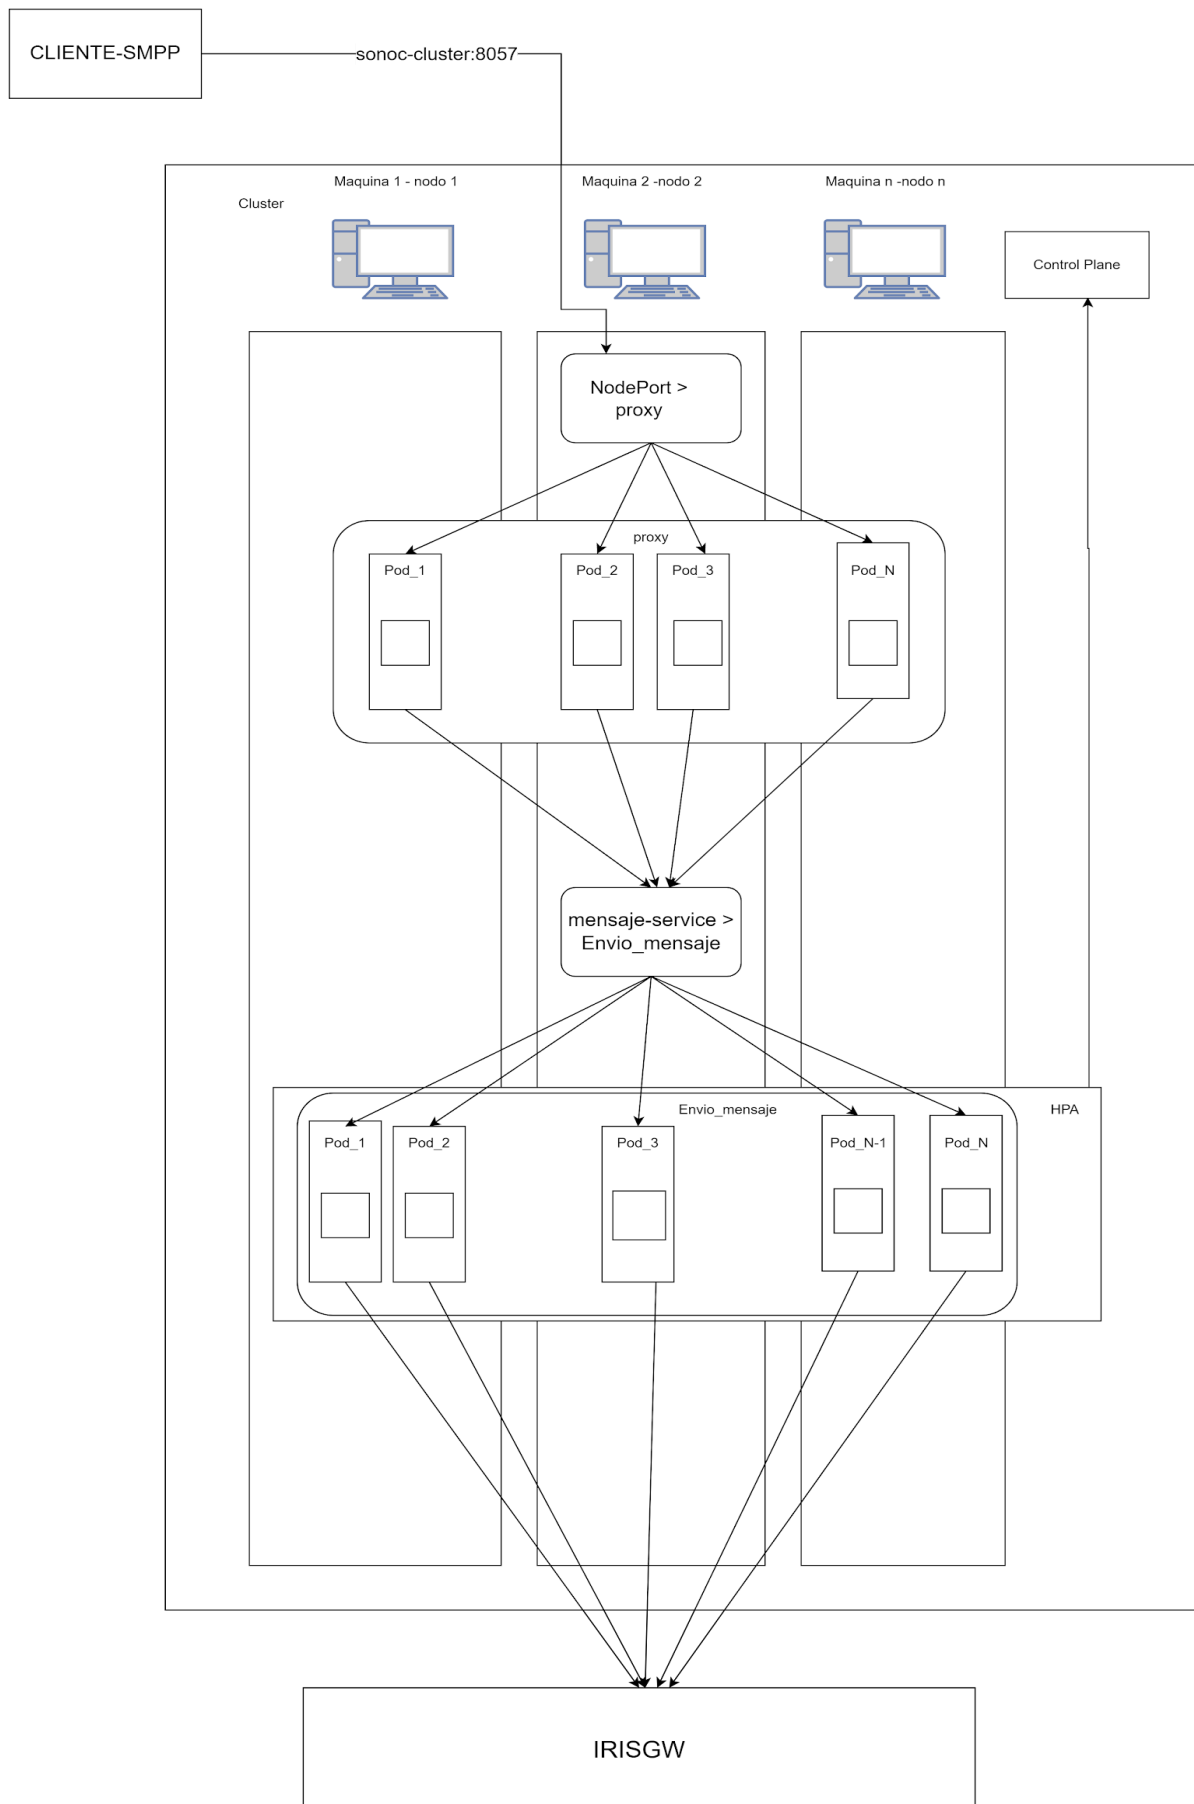 CLIENTE-SMPP
sonoc-cluster:8057
Maquina 1 - nodo 1
Maquina 2 -nodo 2
Maquina n -nodo n
Cluster
Control Plane
NodePort >
proxy
proxy
Pod_1
Pod_2
Pod_3
Pod_N
mensaje-service >
Envio_mensaje
Envio_mensaje
HPA
Pod_1
Pod_2
Pod_3
Pod_N-1
Pod_N
IRISGW